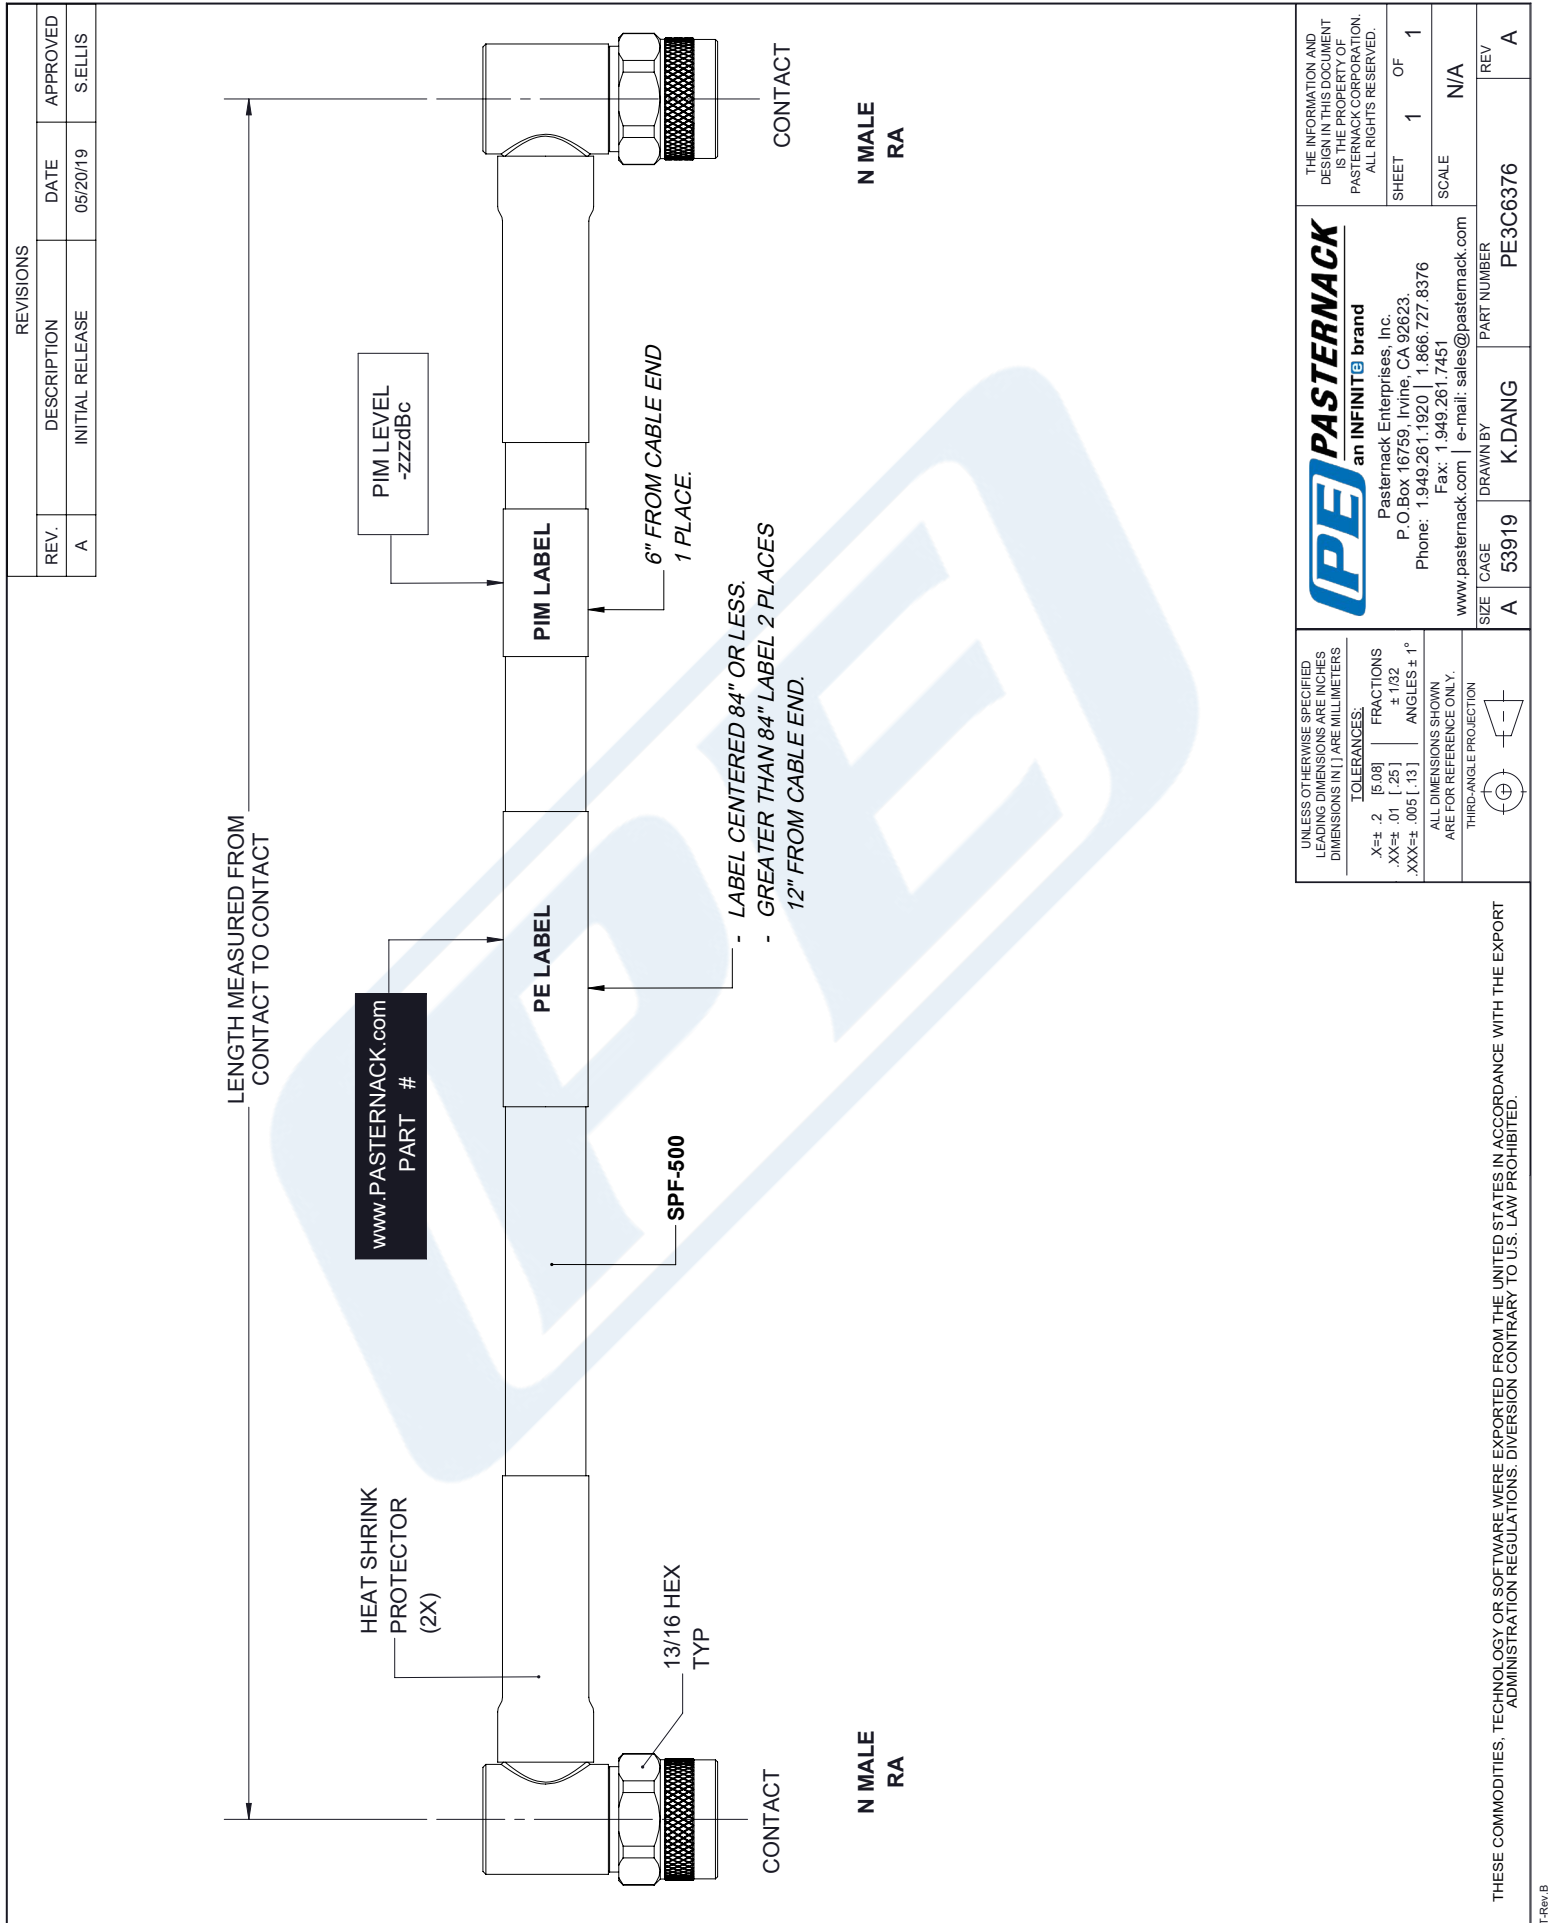 REVISIONS
REV.
DESCRIPTION
DATE
APPROVED
A
INITIAL RELEASE
05/20/19
S.ELLIS
LENGTH MEASURED FROM
CONTACT TO CONTACT
HEAT SHRINK
PROTECTOR
(2X)
www.PASTERNACK.com
PART #
PIM LEVEL
-zzzdBc
PE LABEL
PIM LABEL
13/16 HEX
TYP
SPF-500
- LABEL CENTERED 84" OR LESS.
- GREATER THAN 84" LABEL 2 PLACES
12" FROM CABLE END.
6" FROM CABLE END
1 PLACE.
CONTACT
CONTACT
N MALE
RA
N MALE
RA
PE
UNLESS OTHERWISE SPECIFIED
LEADING DIMENSIONS ARE INCHES
DIMENSIONS IN [ ] ARE MILLIMETERS
TOLERANCES:
.X=± .2 [5.08]
.XX=± .01 [ .25]
.XXX=± .005 [ .13]
FRACTIONS
± 1/32
ANGLES ± 1°
ALL DIMENSIONS SHOWN
ARE FOR REFERENCE ONLY.
THIRD-ANGLE PROJECTION
PE PASTERNACK
an INFINITe brand
Pasternack Enterprises, Inc.
P.O.Box 16759, Irvine, CA 92623.
Phone: 1.949.261.1920 | 1.866.727.8376
Fax: 1.949.261.7451
www.pasternack.com | e-mail: sales@pasternack.com
THE INFORMATION AND
DESIGN IN THIS DOCUMENT
IS THE PROPERTY OF
PASTERNACK CORPORATION.
ALL RIGHTS RESERVED.
SHEET 1 OF 1
SCALE N/A
SIZE A
CAGE 53919
DRAWN BY K.DANG
PART NUMBER PE3C6376
REV A
THESE COMMODITIES, TECHNOLOGY OR SOFTWARE WERE EXPORTED FROM THE UNITED STATES IN ACCORDANCE WITH THE EXPORT
ADMINISTRATION REGULATIONS. DIVERSION CONTRARY TO U.S. LAW PROHIBITED.
T-Rev.B